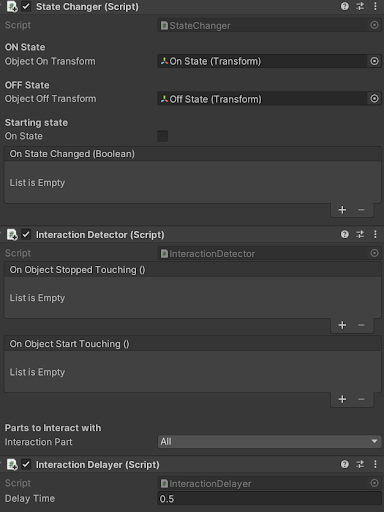 State Changer (Script)
Script StateChanger
ON State
Object On Transform On State (Transform)
OFF State
Object Off Transform Off State (Transform)
Starting state
On State
On State Changed (Boolean)
List is Empty
+ −
Interaction Detector (Script)
Script InteractionDetector
On Object Stopped Touching ()
List is Empty
+ −
On Object Start Touching ()
List is Empty
+ −
Parts to Interact with
Interaction Part All
Interaction Delayer (Script)
Script InteractionDelayer
Delay Time 0.5